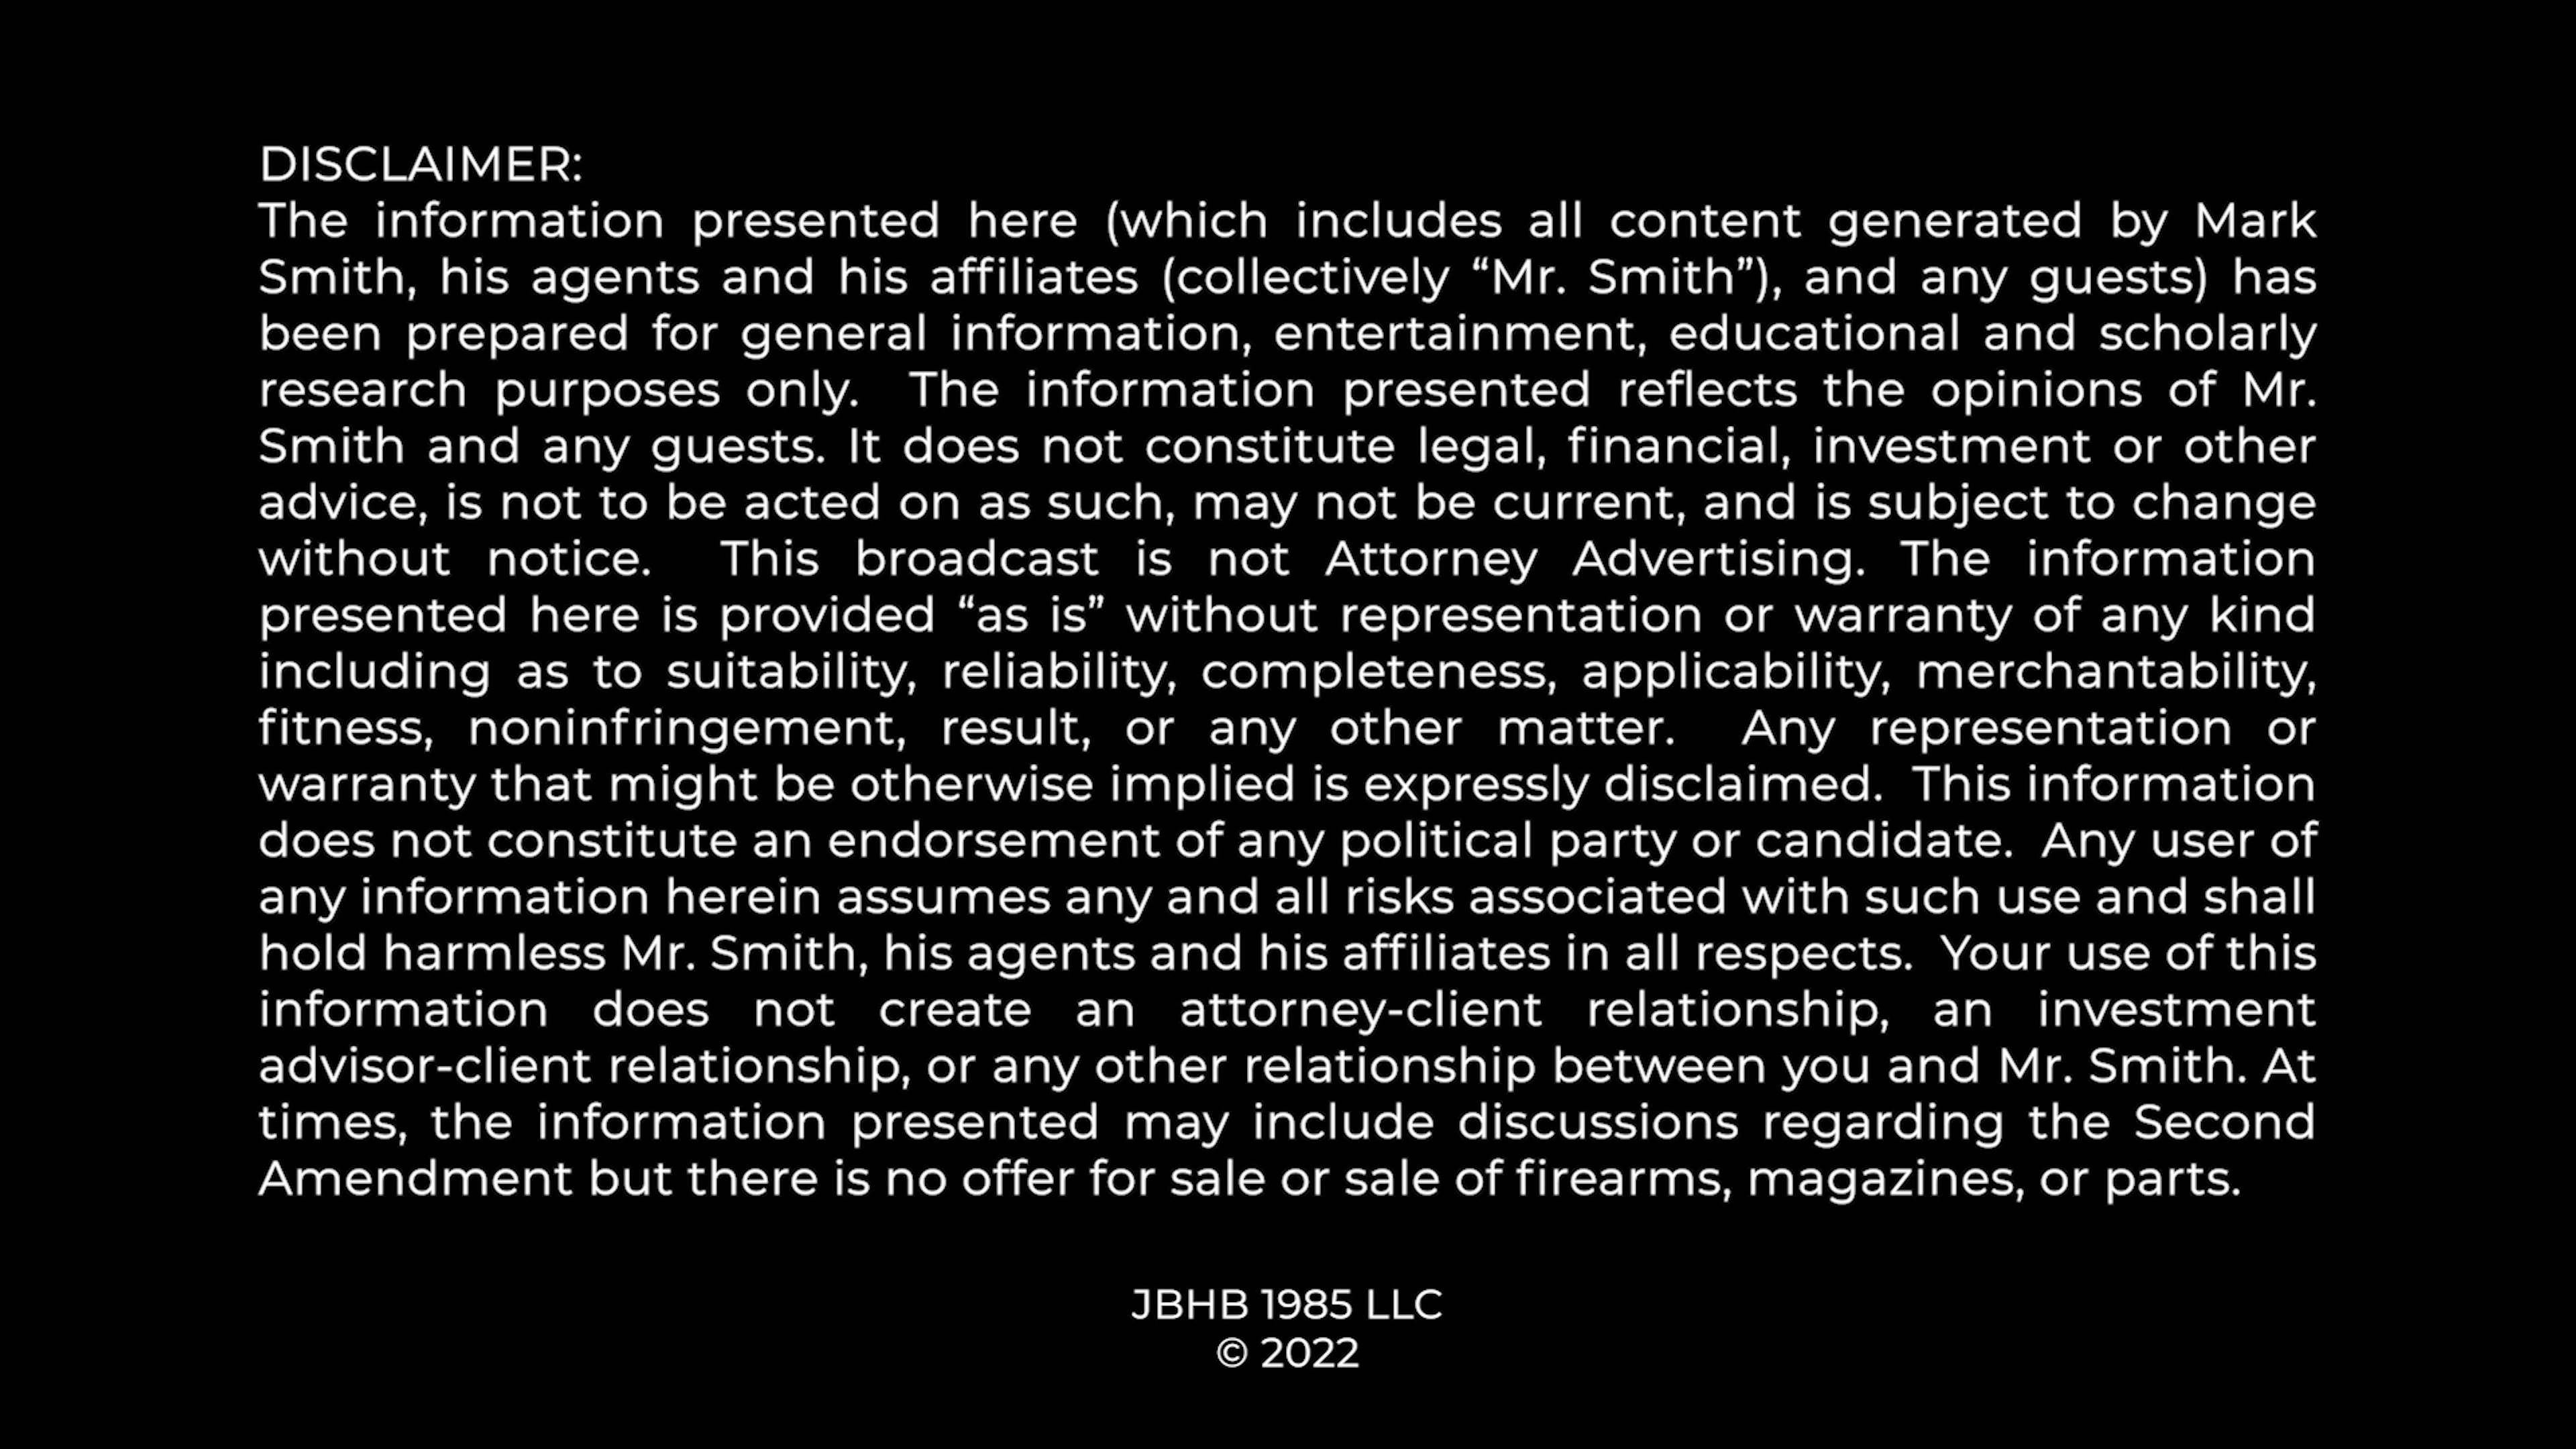 DISCLAIMER:
The information presented here (which includes all content generated by Mark
Smith, his agents and his affiliates (collectively “Mr. Smith”), and any guests) has
been prepared for general information, entertainment, educational and scholarly
research purposes only.  The information presented reflects the opinions of Mr.
Smith and any guests. It does not constitute legal, financial, investment or other
advice, is not to be acted on as such, may not be current, and is subject to change
without notice.  This broadcast is not Attorney Advertising. The information
presented here is provided “as is” without representation or warranty of any kind
including as to suitability, reliability, completeness, applicability, merchantability,
fitness, noninfringement, result, or any other matter.  Any representation or
warranty that might be otherwise implied is expressly disclaimed.  This information
does not constitute an endorsement of any political party or candidate.  Any user of
any information herein assumes any and all risks associated with such use and shall
hold harmless Mr. Smith, his agents and his affiliates in all respects.  Your use of this
information does not create an attorney-client relationship, an investment
advisor-client relationship, or any other relationship between you and Mr. Smith. At
times, the information presented may include discussions regarding the Second
Amendment but there is no offer for sale or sale of firearms, magazines, or parts.
JBHB 1985 LLC
© 2022